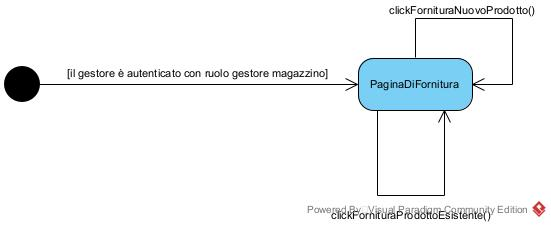 clickFornituraNuovoProdotto()
[il gestore è autenticato con ruolo gestore magazzino]
PaginaDiFornitura
Powered By Visual Paradigm Community Edition
clickFornituraProdottoEsistente()